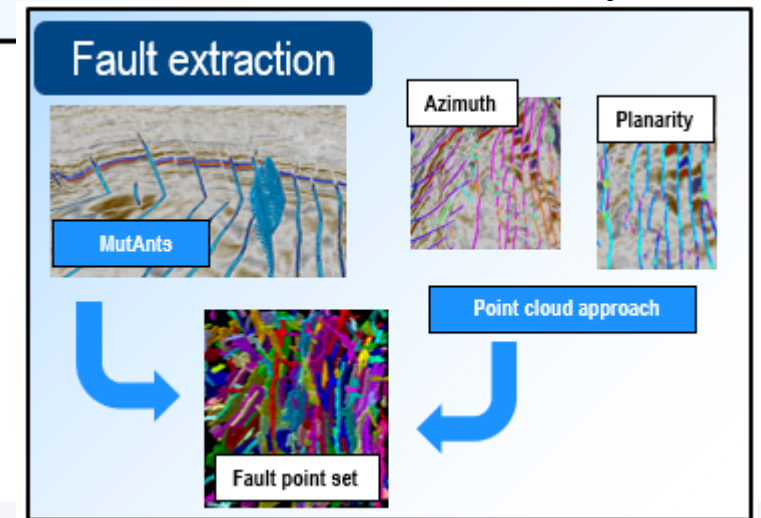 Fault extraction
Azimuth
Planarity
MutAnts
Point cloud approach
Fault point set